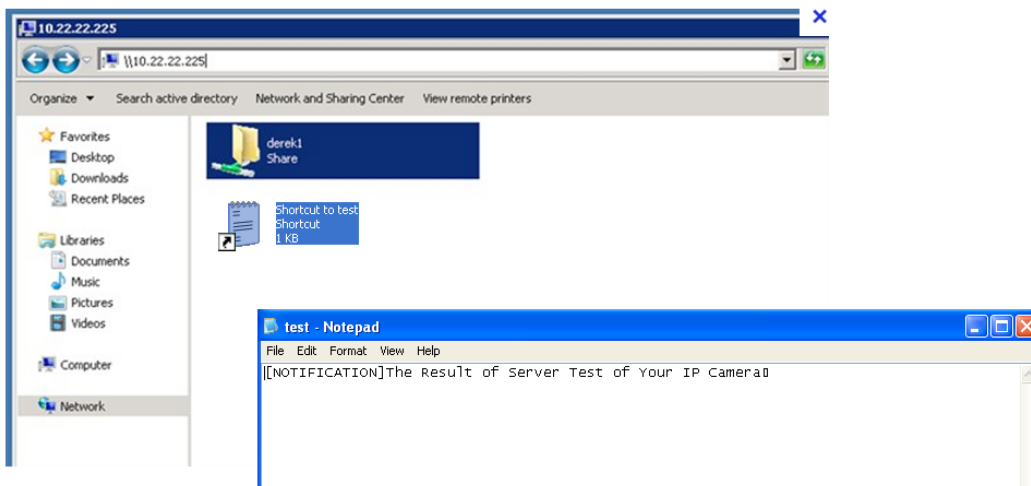 10.22.22.225
\\10.22.22.225
Organize Search active directory Network and Sharing Center View remote printers
Favorites
Desktop
Downloads
Recent Places
Libraries
Documents
Music
Pictures
Videos
Computer
Network
derek1
Share
Shortcut to test
Shortcut
1 KB
test - Notepad
File Edit Format View Help
[NOTIFICATION]The Result of Server Test of Your IP Camera▯